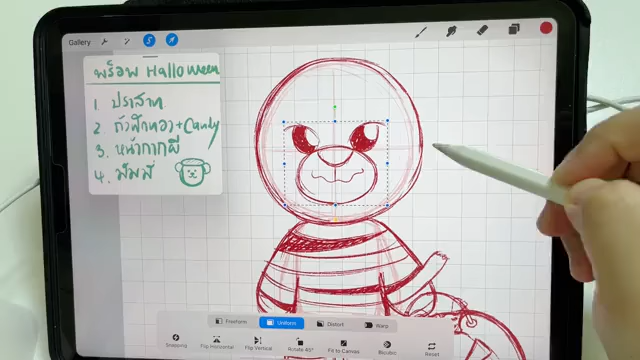 Gallery
พร็อพ Halloween
1. ปราสาท
2. ถังฟักทอง+Candy
3. หน้ากากผี
4. มัมมี่
Freeform
Uniform
Distort
Warp
Snapping
Flip Horizontal
Flip Vertical
Rotate 45°
Fit to Canvas
Bicubic
Reset